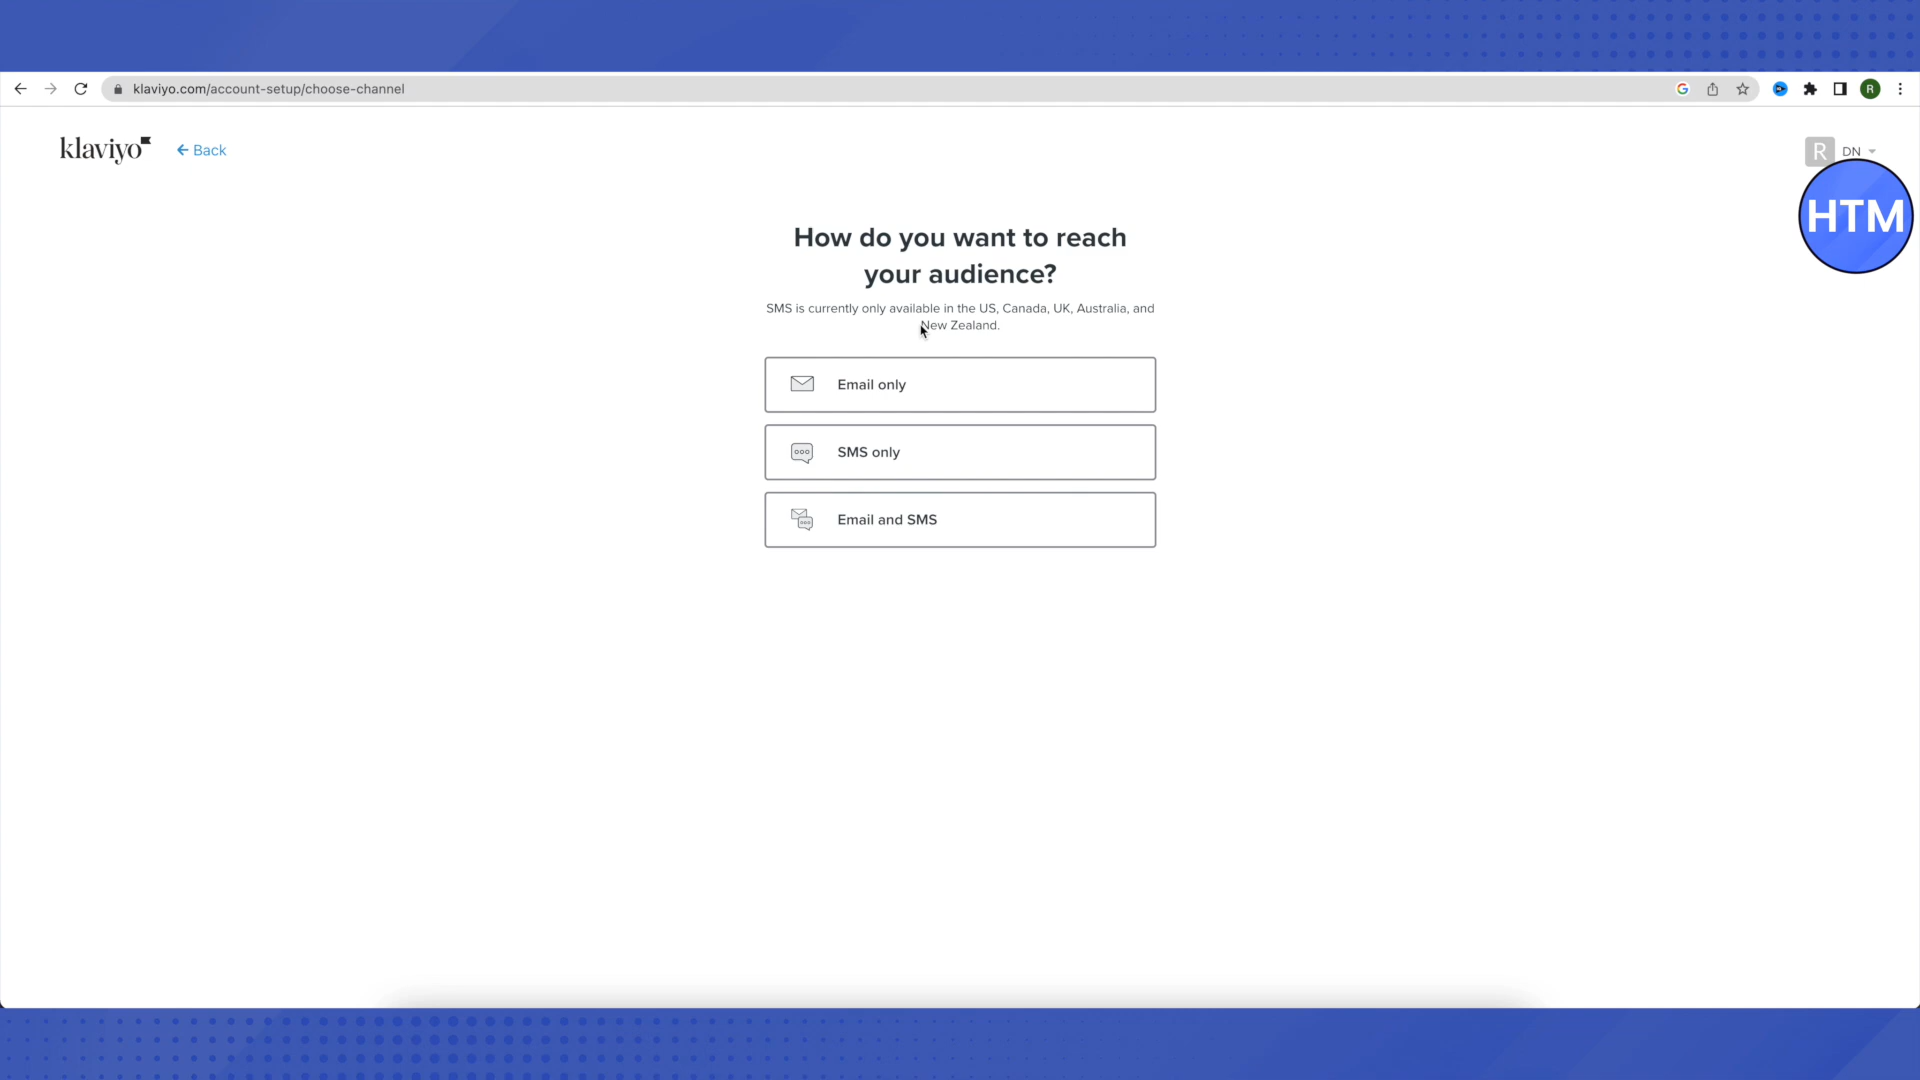 klaviyo.com/account-setup/choose-channel
R
klaviyo
Back
R DN
HTM
How do you want to reach
your audience?
SMS is currently only available in the US, Canada, UK, Australia, and
New Zealand.
Email only
SMS only
Email and SMS